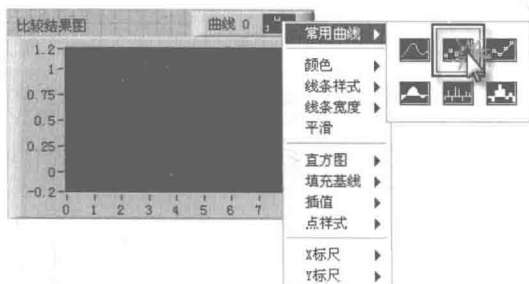 比较结果图
曲线 0
1.2
1
0.75
0.5
0.25
0
-0.2
0 1 2 3 4 5 6 7
常用曲线
颜色
线条样式
线条宽度
平滑
直方图
填充基线
插值
点样式
X标尺
Y标尺